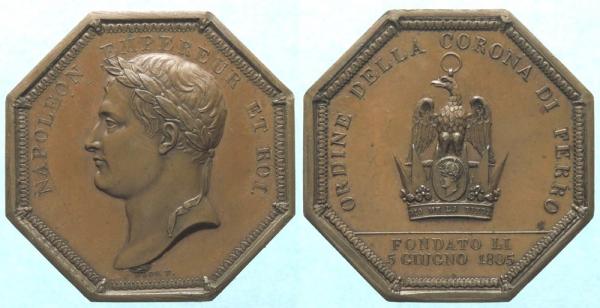 NAPOLEON EMPEREUR ET ROI.
ORDINE DELLA CORONA DI FERRO
FONDATO LI
5 GIUGNO 1805.